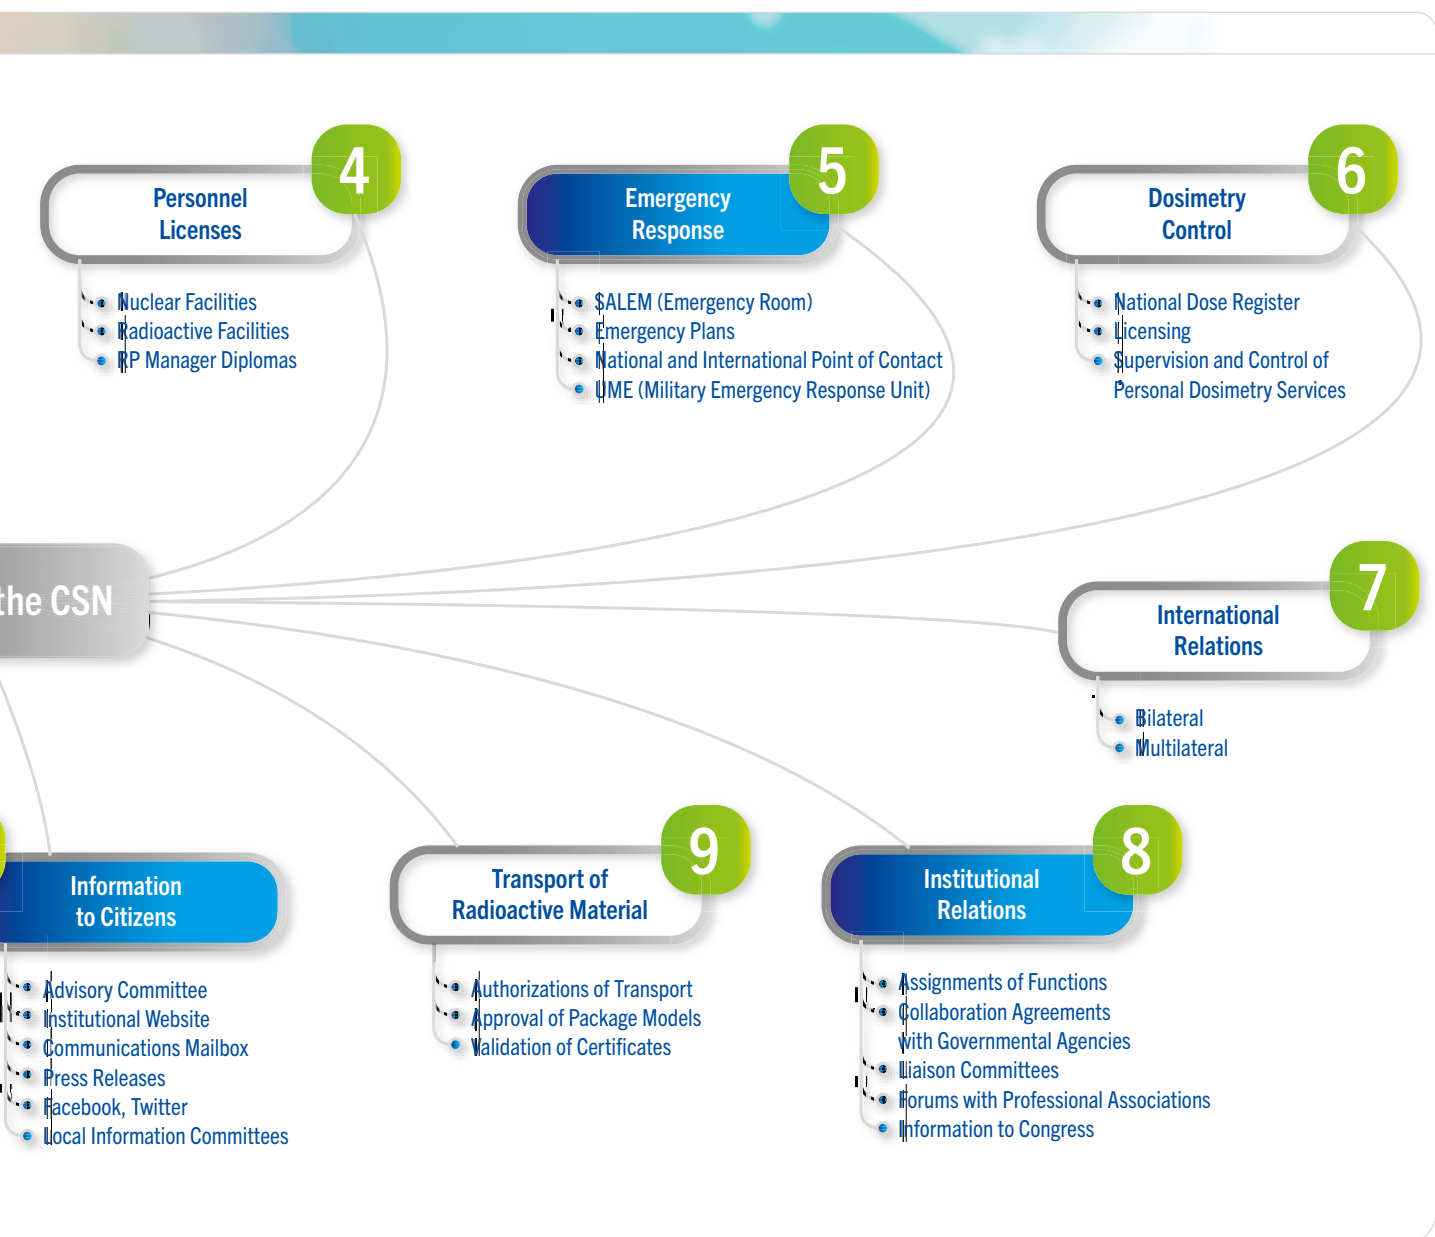 4
Personnel
Licenses
Nuclear Facilities
Radioactive Facilities
RP Manager Diplomas
5
Emergency
Response
SALEM (Emergency Room)
Emergency Plans
National and International Point of Contact
UME (Military Emergency Response Unit)
6
Dosimetry
Control
National Dose Register
Licensing
Supervision and Control of
Personal Dosimetry Services
the CSN
7
International
Relations
Bilateral
Multilateral
Information
to Citizens
Advisory Committee
Institutional Website
Communications Mailbox
Press Releases
Facebook, Twitter
Local Information Committees
9
Transport of
Radioactive Material
Authorizations of Transport
Approval of Package Models
Validation of Certificates
8
Institutional
Relations
Assignments of Functions
Collaboration Agreements
with Governmental Agencies
Liaison Committees
Forums with Professional Associations
Information to Congress